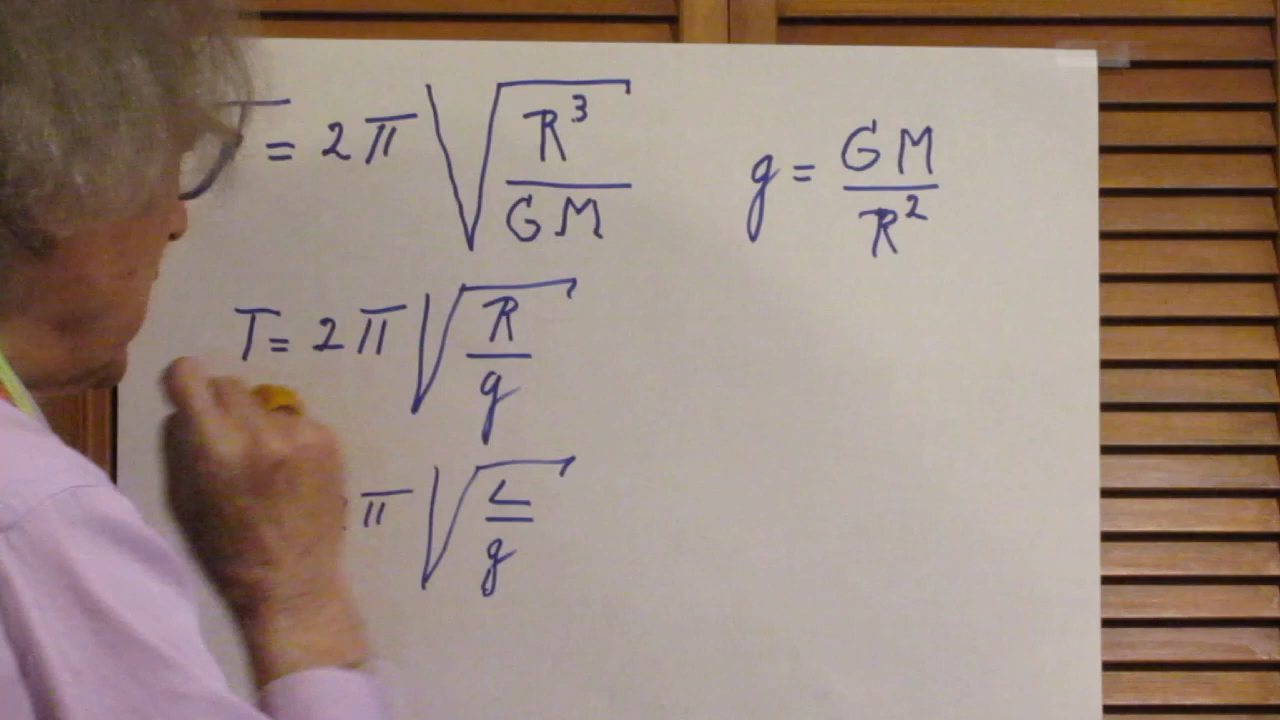 = 2π √(R³/GM)
g = GM/R²
T = 2π √(R/g)
π √(L/g)